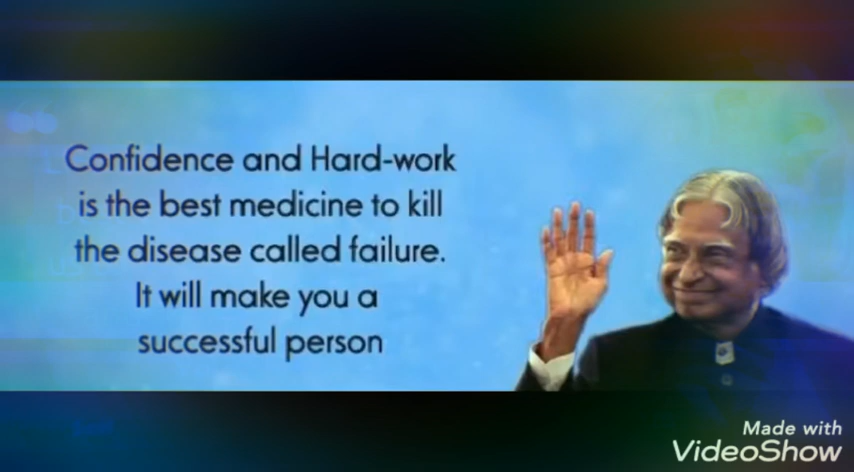 Confidence and Hard-work
is the best medicine to kill
the disease called failure.
It will make you a
successful person
Made with
VideoShow